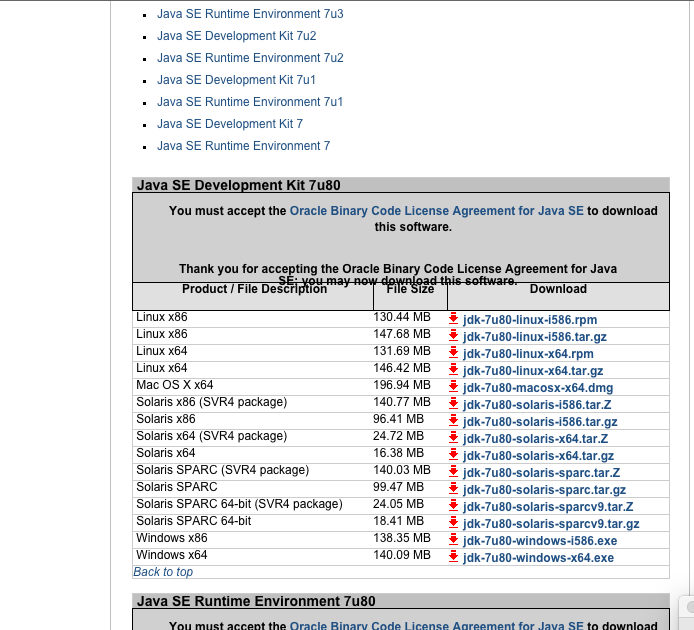 Java SE Runtime Environment 7u3
Java SE Development Kit 7u2
Java SE Runtime Environment 7u2
Java SE Development Kit 7u1
Java SE Runtime Environment 7u1
Java SE Development Kit 7
Java SE Runtime Environment 7
Java SE Development Kit 7u80
You must accept the Oracle Binary Code License Agreement for Java SE to download
this software.
Thank you for accepting the Oracle Binary Code License Agreement for Java
SE; you may now download this software.
Product / File Description File Size Download
Linux x86 130.44 MB jdk-7u80-linux-i586.rpm
Linux x86 147.68 MB jdk-7u80-linux-i586.tar.gz
Linux x64 131.69 MB jdk-7u80-linux-x64.rpm
Linux x64 146.42 MB jdk-7u80-linux-x64.tar.gz
Mac OS X x64 196.94 MB jdk-7u80-macosx-x64.dmg
Solaris x86 (SVR4 package) 140.77 MB jdk-7u80-solaris-i586.tar.Z
Solaris x86 96.41 MB jdk-7u80-solaris-i586.tar.gz
Solaris x64 (SVR4 package) 24.72 MB jdk-7u80-solaris-x64.tar.Z
Solaris x64 16.38 MB jdk-7u80-solaris-x64.tar.gz
Solaris SPARC (SVR4 package) 140.03 MB jdk-7u80-solaris-sparc.tar.Z
Solaris SPARC 99.47 MB jdk-7u80-solaris-sparc.tar.gz
Solaris SPARC 64-bit (SVR4 package) 24.05 MB jdk-7u80-solaris-sparcv9.tar.Z
Solaris SPARC 64-bit 18.41 MB jdk-7u80-solaris-sparcv9.tar.gz
Windows x86 138.35 MB jdk-7u80-windows-i586.exe
Windows x64 140.09 MB jdk-7u80-windows-x64.exe
Back to top
Java SE Runtime Environment 7u80
You must accept the Oracle Binary Code License Agreement for Java SE to download